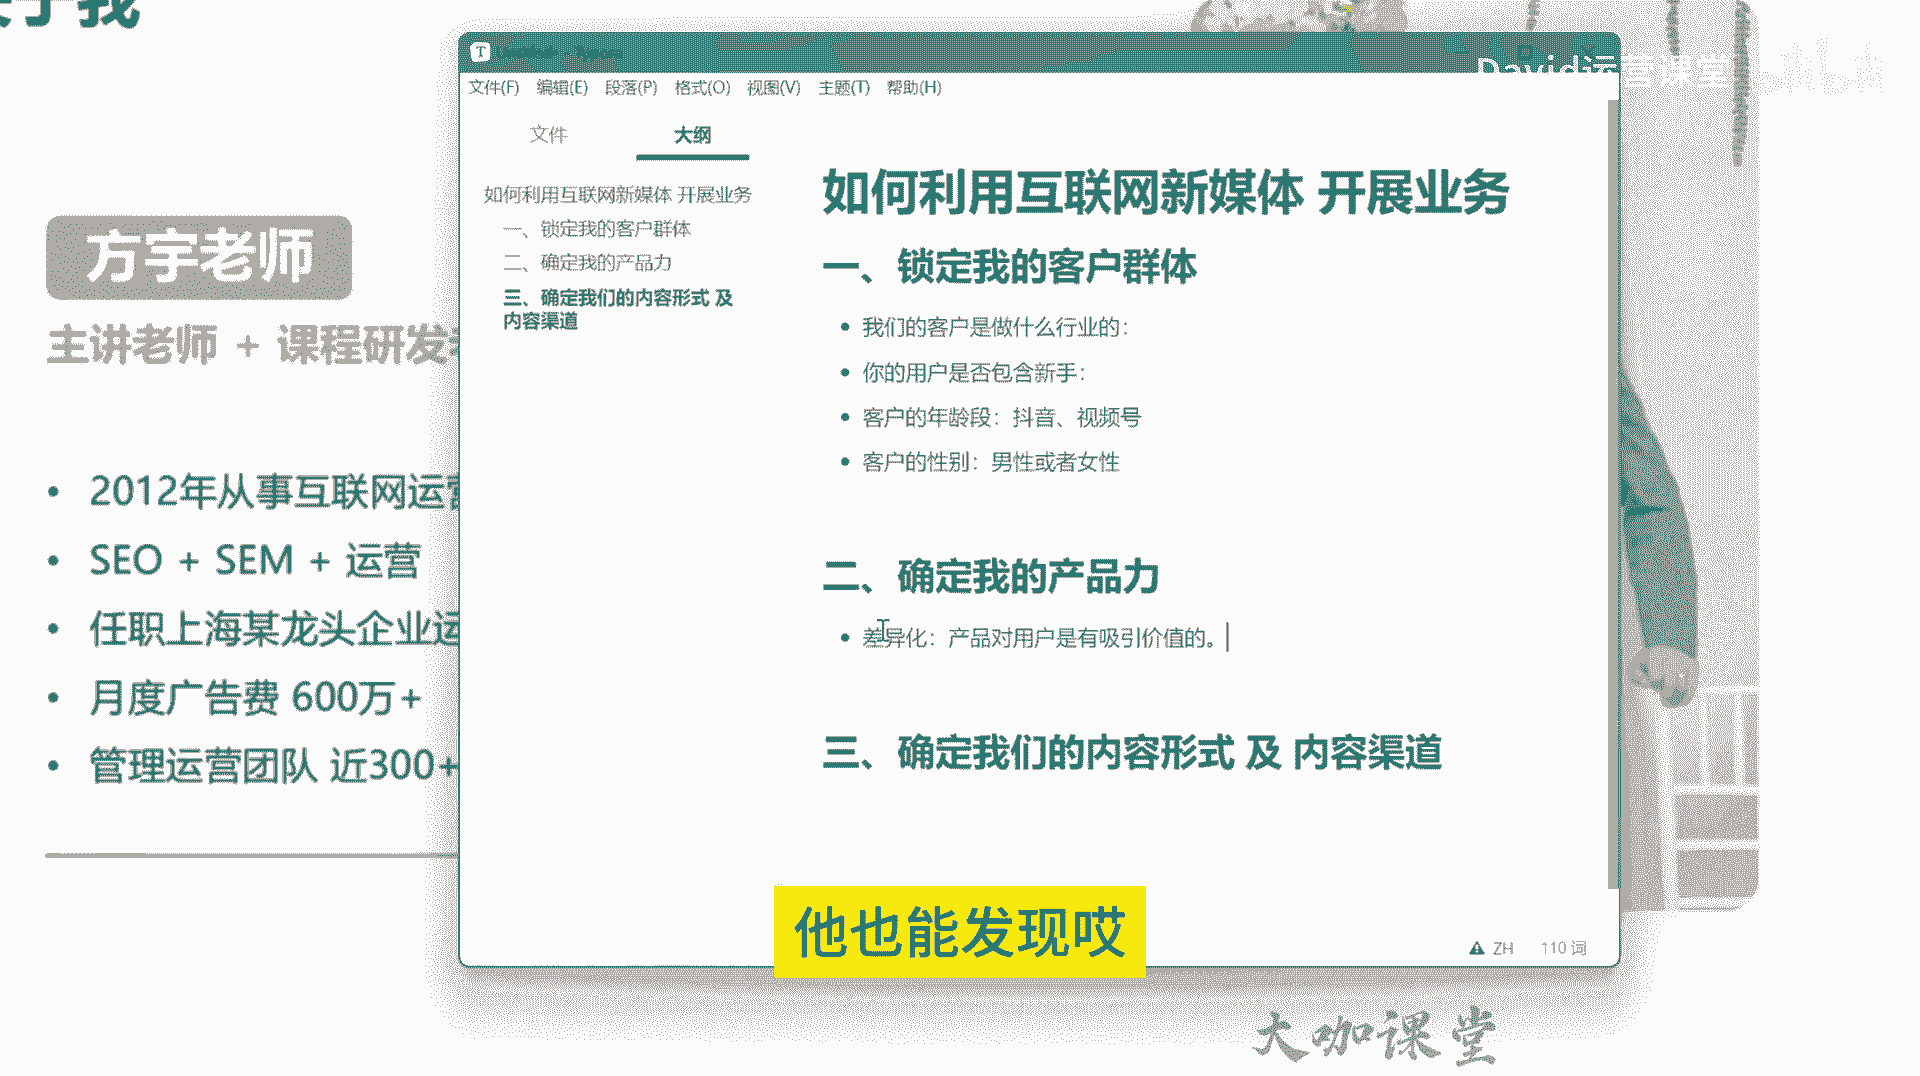 于我
David运营课堂
文件(F) 编辑(E) 段落(P) 格式(O) 视图(V) 主题(T) 帮助(H)
文件 大纲
如何利用互联网新媒体 开展业务
一、锁定我的客户群体
二、确定我的产品力
三、确定我们的内容形式 及
内容渠道
如何利用互联网新媒体 开展业务
一、锁定我的客户群体
• 我们的客户是做什么行业的：
• 你的用户是否包含新手：
• 客户的年龄段：抖音、视频号
• 客户的性别：男性或者女性
二、确定我的产品力
• 差异化：产品对用户是有吸引价值的。
三、确定我们的内容形式 及 内容渠道
ZH 110 词
方宇老师
主讲老师 + 课程研发
• 2012年从事互联网运营
• SEO + SEM + 运营
• 任职上海某龙头企业运
• 月度广告费 600万+
• 管理运营团队 近300+
他也能发现哎
大咖课堂